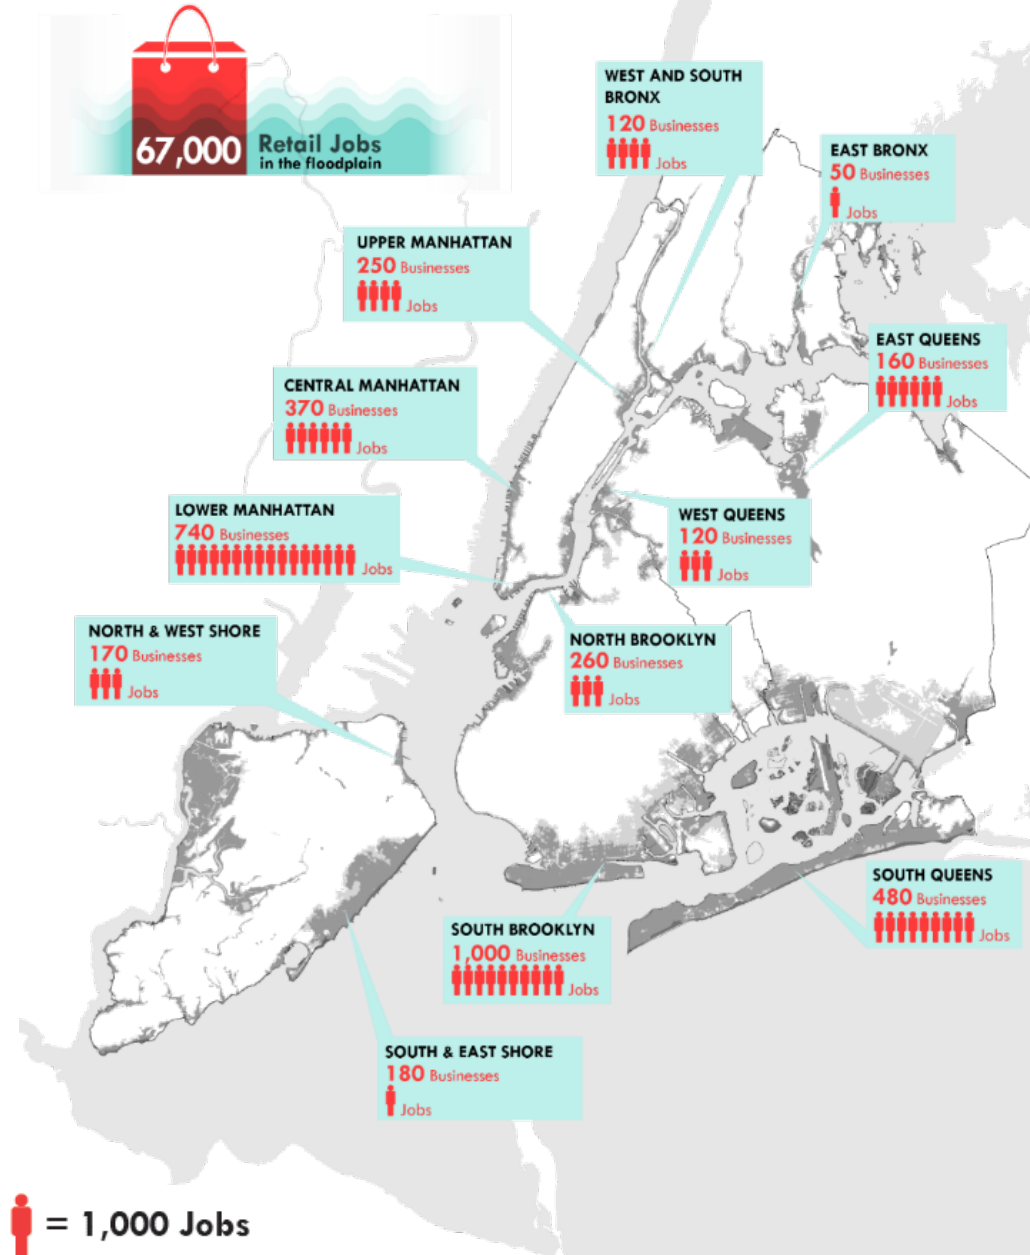 67,000 Retail Jobs
in the floodplain
WEST AND SOUTH
BRONX
120 Businesses
Jobs
EAST BRONX
50 Businesses
Jobs
UPPER MANHATTAN
250 Businesses
Jobs
EAST QUEENS
160 Businesses
Jobs
CENTRAL MANHATTAN
370 Businesses
Jobs
LOWER MANHATTAN
740 Businesses
Jobs
WEST QUEENS
120 Businesses
Jobs
NORTH & WEST SHORE
170 Businesses
Jobs
NORTH BROOKLYN
260 Businesses
Jobs
SOUTH QUEENS
480 Businesses
Jobs
SOUTH BROOKLYN
1,000 Businesses
Jobs
SOUTH & EAST SHORE
180 Businesses
Jobs
= 1,000 Jobs